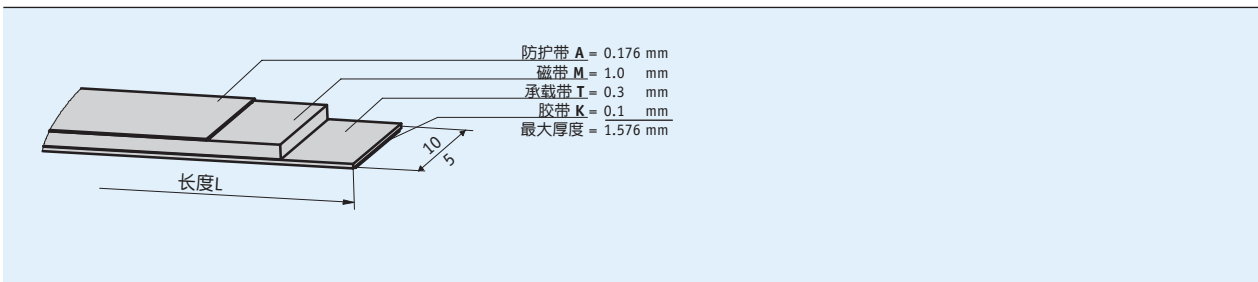 防护带 A = 0.176 mm
磁带 M = 1.0 mm
承载带 T = 0.3 mm
胶带 K = 0.1 mm
最大厚度 = 1.576 mm
10
5
长度L